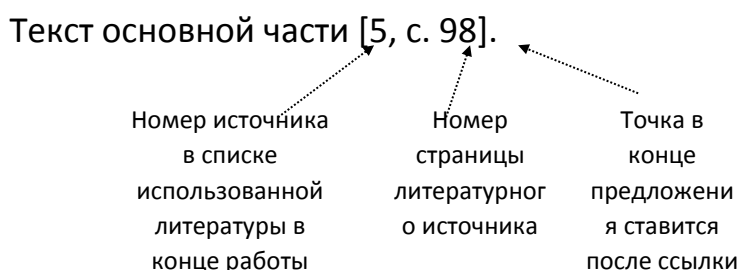 Текст основной части [5, с. 98].
Номер источника
в списке
использованной
литературы в
конце работы
Номер
страницы
литературног
о источника
Точка в
конце
предложени
я ставится
после ссылки